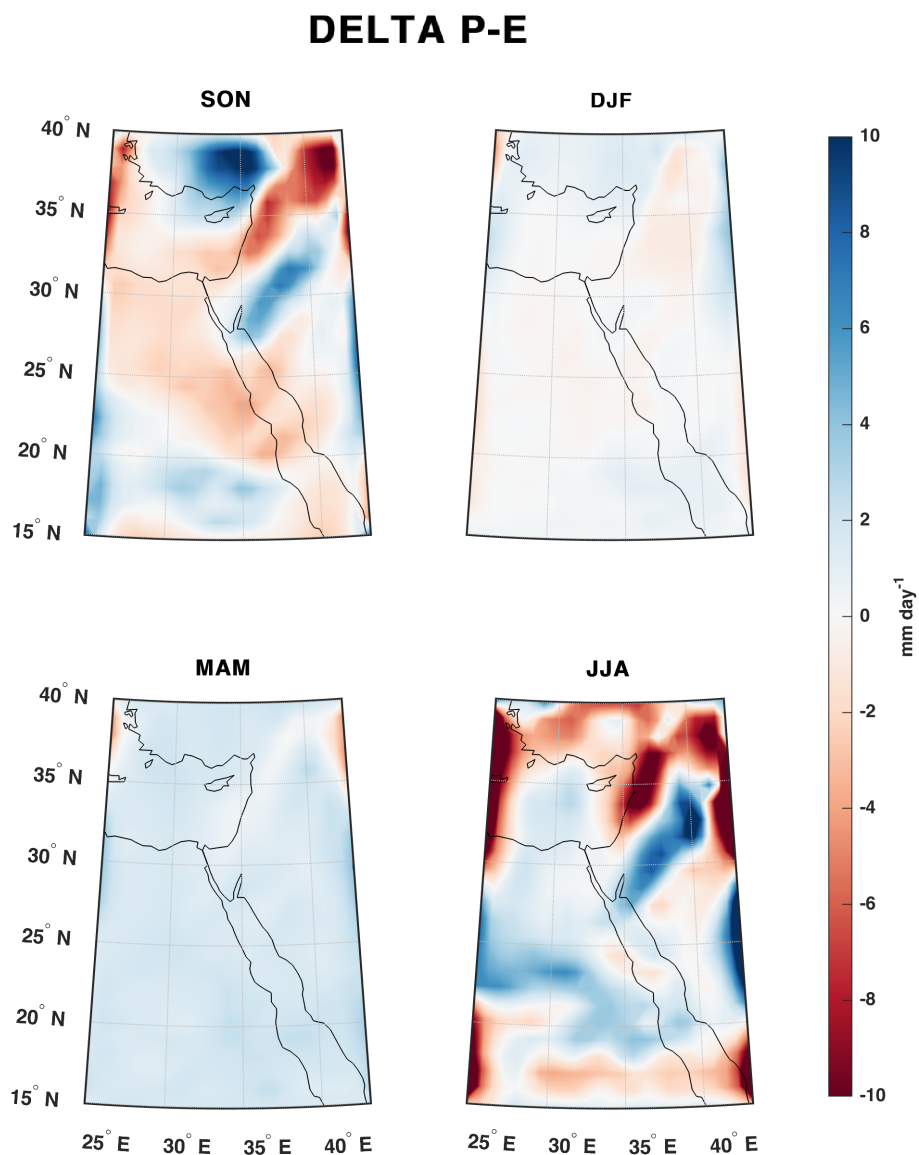 DELTA P-E
SON
DJF
40° N
35° N
30° N
25° N
20° N
15° N
10
8
6
4
2
0
-2
-4
-6
-8
-10
mm day-1
MAM
JJA
40° N
35° N
30° N
25° N
20° N
15° N
25° E 30° E 35° E 40° E 25° E 30° E 35° E 40° E